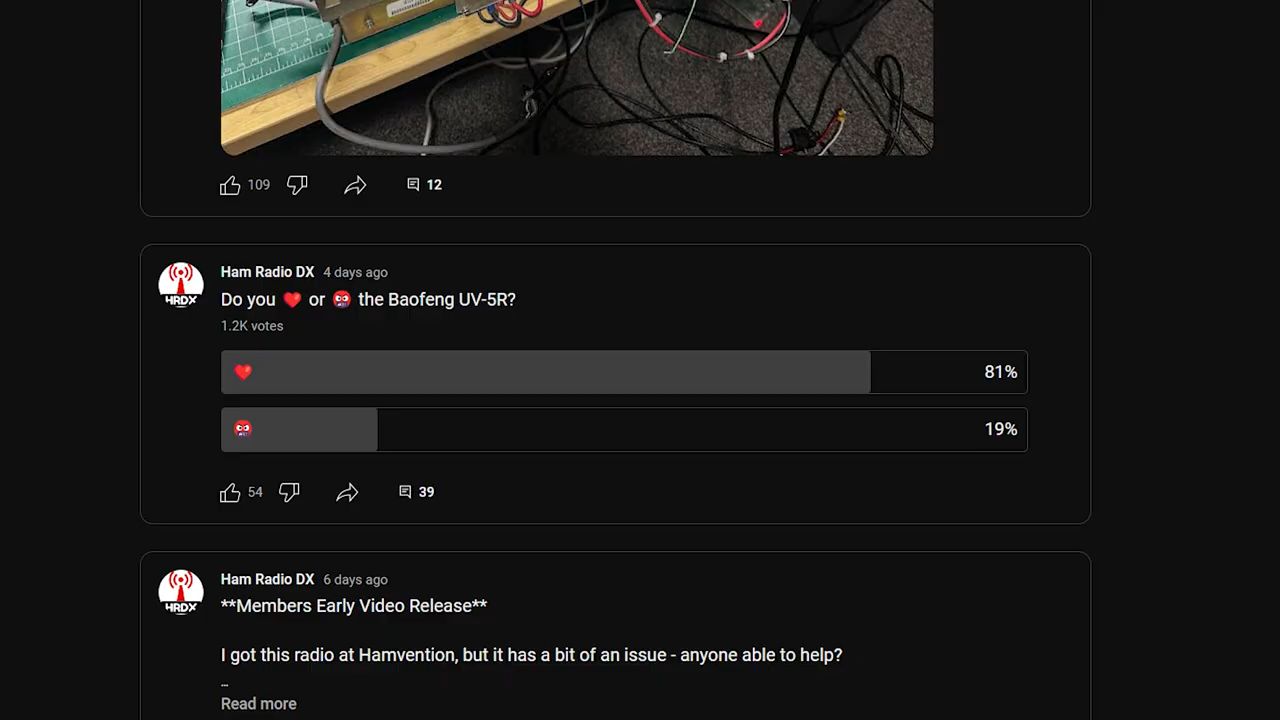 109
12
HRDX
Ham Radio DX 4 days ago
Do you ❤️ or 🤬 the Baofeng UV-5R?
1.2K votes
❤️ 81%
🤬 19%
54
39
HRDX
Ham Radio DX 6 days ago
**Members Early Video Release**
I got this radio at Hamvention, but it has a bit of an issue - anyone able to help?
...
Read more